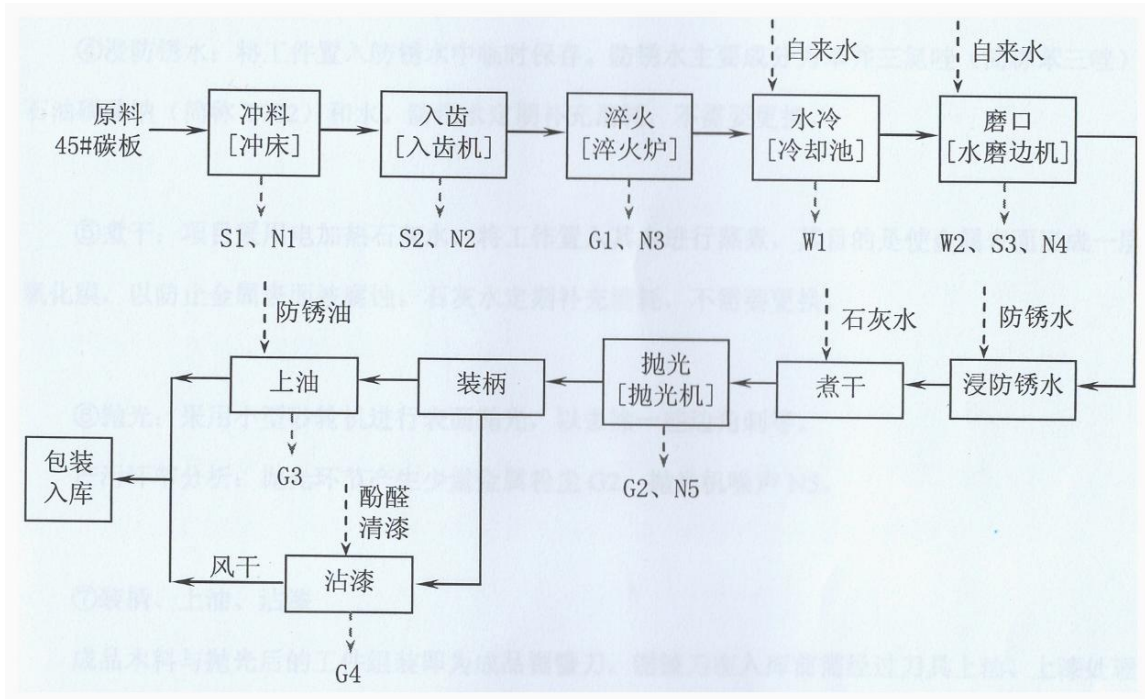 自来水
自来水
原料
45#碳板
冲料
[冲床]
入齿
[入齿机]
淬火
[淬火炉]
水冷
[冷却池]
磨口
[水磨边机]
S1、N1
S2、N2
G1、N3
W1
W2、S3、N4
防锈油
石灰水
防锈水
上油
装柄
抛光
[抛光机]
煮干
浸防锈水
包装
入库
G3
G2、N5
酚醛
清漆
风干
沾漆
G4